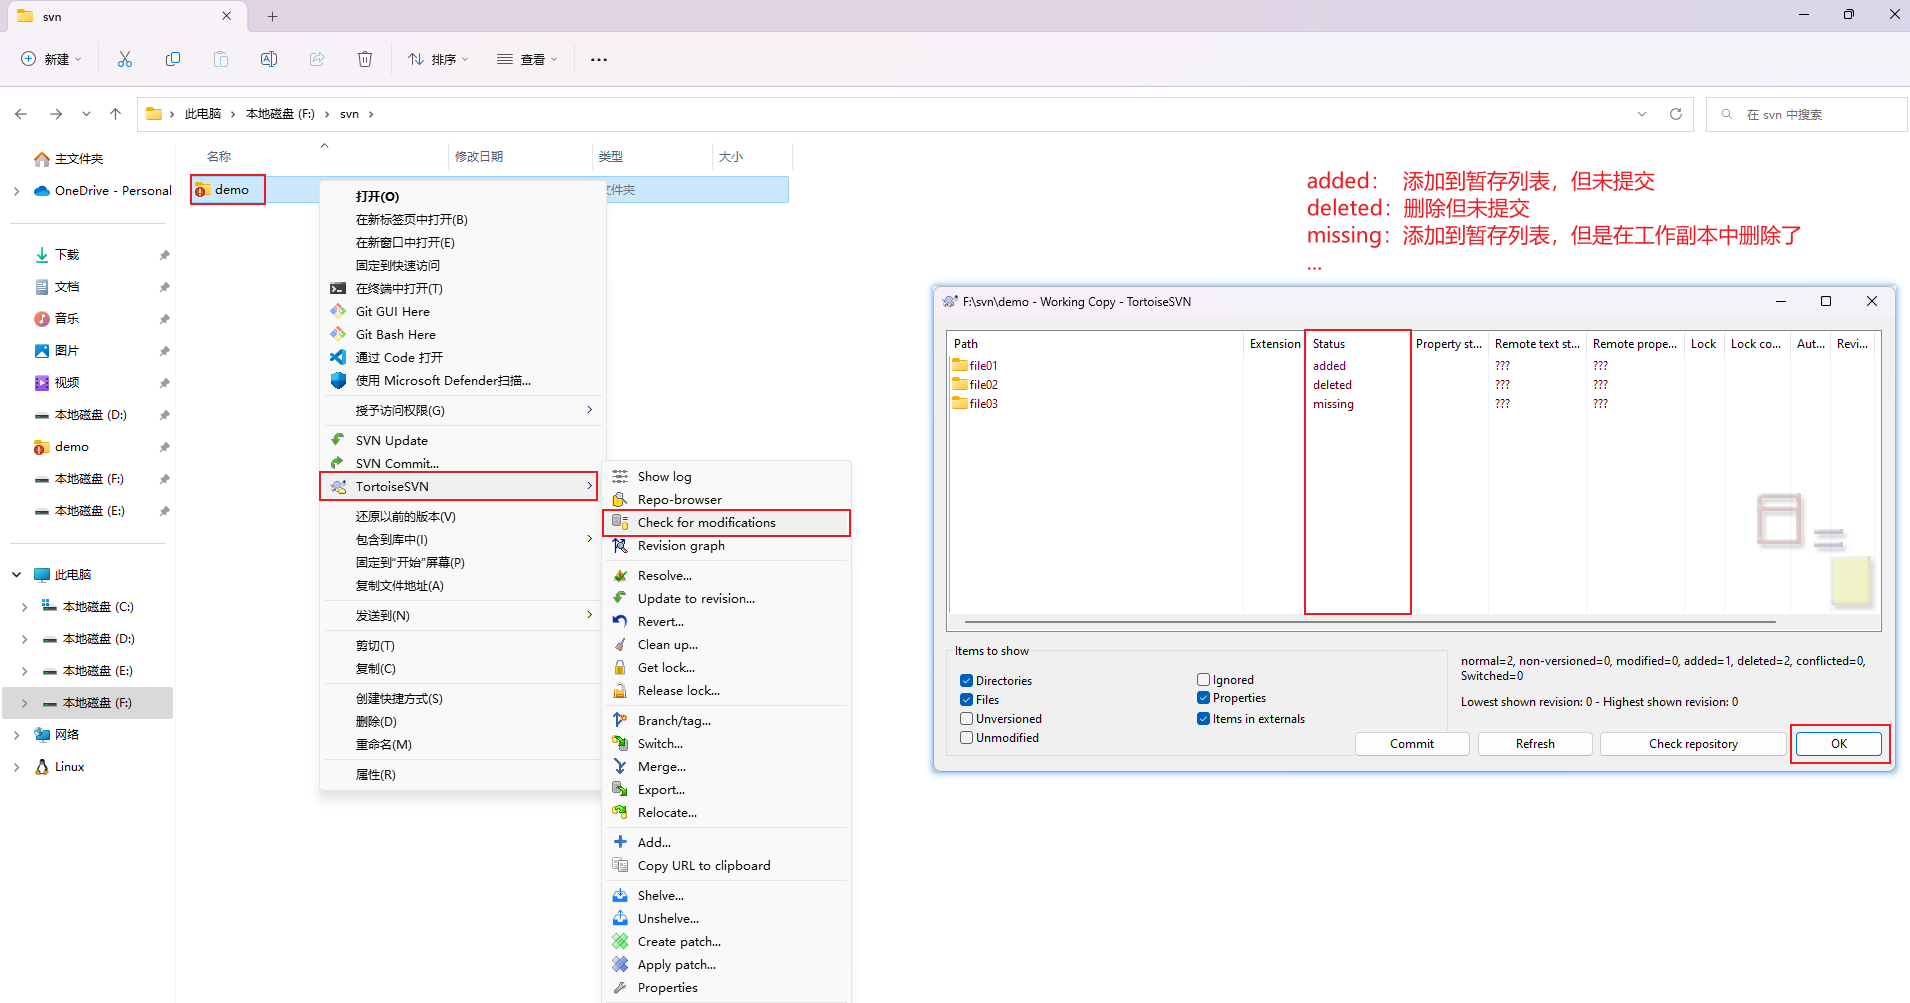 svn
新建
排序
查看
此电脑
本地磁盘 (F:)
svn
在 svn 中搜索
主文件夹
OneDrive - Personal
下载
文档
音乐
图片
视频
本地磁盘 (D:)
demo
本地磁盘 (F:)
本地磁盘 (E:)
此电脑
本地磁盘 (C:)
本地磁盘 (D:)
本地磁盘 (E:)
本地磁盘 (F:)
网络
Linux
名称 修改日期 类型 大小
demo 文件夹
打开(O)
在新标签页中打开(B)
在新窗口中打开(E)
固定到快速访问
在终端中打开(T)
Git GUI Here
Git Bash Here
通过 Code 打开
使用 Microsoft Defender扫描...
授予访问权限(G)
SVN Update
SVN Commit...
TortoiseSVN
还原以前的版本(V)
包含到库中(I)
固定到"开始"屏幕(P)
复制文件地址(A)
发送到(N)
剪切(T)
复制(C)
创建快捷方式(S)
删除(D)
重命名(M)
属性(R)
Show log
Repo-browser
Check for modifications
Revision graph
Resolve...
Update to revision...
Revert...
Clean up...
Get lock...
Release lock...
Branch/tag...
Switch...
Merge...
Export...
Relocate...
Add...
Copy URL to clipboard
Shelve...
Unshelve...
Create patch...
Apply patch...
Properties
added： 添加到暂存列表，但未提交
deleted：删除但未提交
missing：添加到暂存列表，但是在工作副本中删除了
...
F:\svn\demo - Working Copy - TortoiseSVN
Path Extension Status Property st... Remote text st... Remote prope... Lock Lock co... Aut... Revi...
file01 added ??? ???
file02 deleted ??? ???
file03 missing ??? ???
Items to show
Directories
Files
Unversioned
Unmodified
Ignored
Properties
Items in externals
normal=2, non-versioned=0, modified=0, added=1, deleted=2, conflicted=0,
Switched=0
Lowest shown revision: 0 - Highest shown revision: 0
Commit Refresh Check repository OK